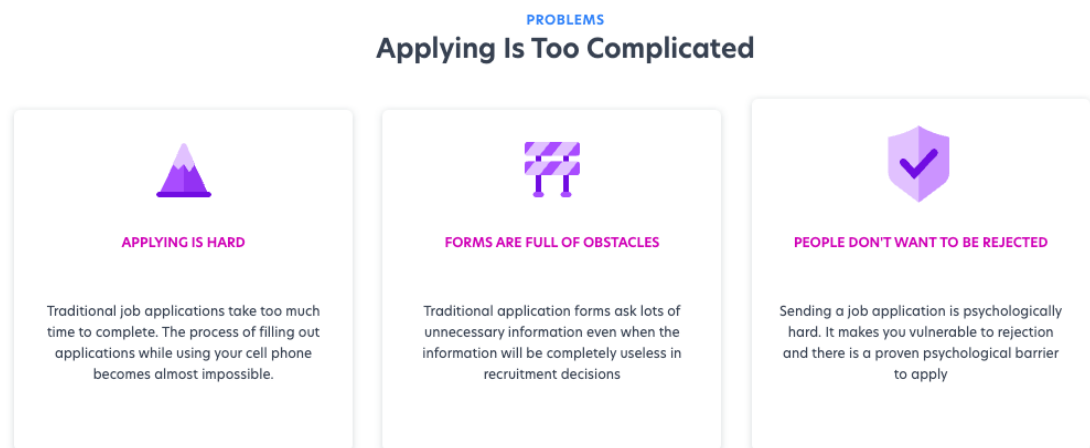 PROBLEMS
Applying Is Too Complicated
APPLYING IS HARD
Traditional job applications take too much
time to complete. The process of filling out
applications while using your cell phone
becomes almost impossible.
FORMS ARE FULL OF OBSTACLES
Traditional application forms ask lots of
unnecessary information even when the
information will be completely useless in
recruitment decisions
PEOPLE DON'T WANT TO BE REJECTED
Sending a job application is psychologically
hard. It makes you vulnerable to rejection
and there is a proven psychological barrier
to apply